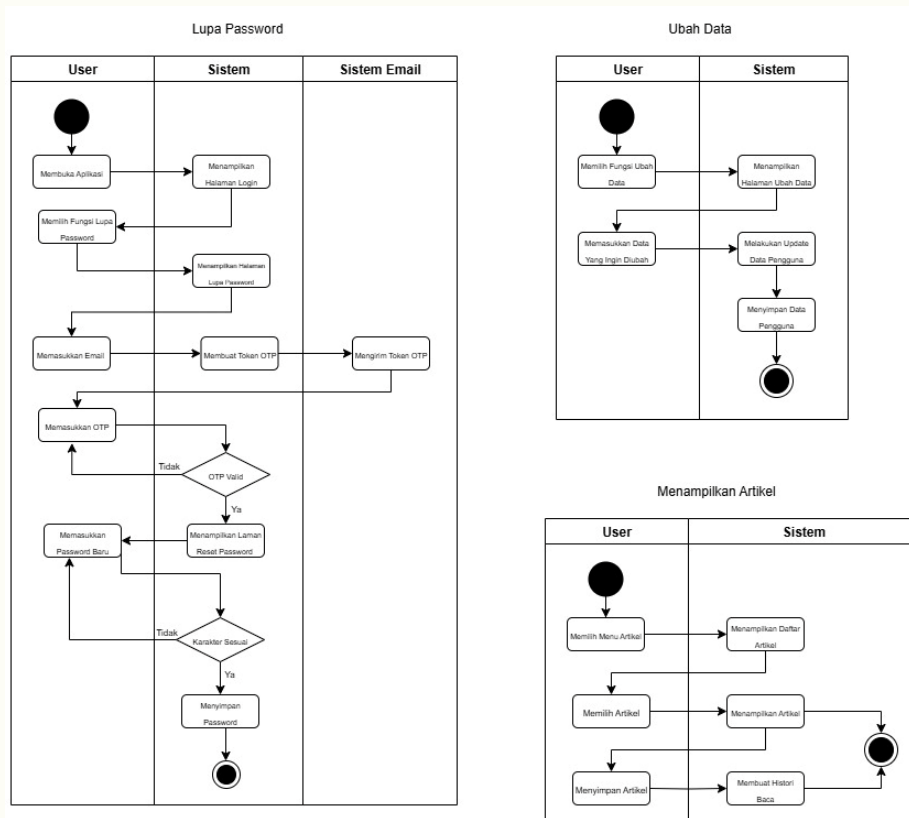 Lupa Password
User
Sistem
Sistem Email
Membuka Aplikasi
Menampilkan
Halaman Login
Memilih Fungsi Lupa
Password
Menampilkan Halaman
Lupa Password
Memasukkan Email
Membuat Token OTP
Mengirim Token OTP
Memasukkan OTP
Tidak
OTP Valid
Ya
Memasukkan
Password Baru
Menampilkan Laman
Reset Password
Tidak
Karakter Sesuai
Ya
Menyimpan
Password
Ubah Data
User
Sistem
Memilih Fungsi Ubah
Data
Menampilkan
Halaman Ubah Data
Memasukkan Data
Yang Ingin Diubah
Melakukan Update
Data Pengguna
Menyimpan Data
Pengguna
Menampilkan Artikel
User
Sistem
Memilih Menu Artikel
Menampilkan Daftar
Artikel
Memilih Artikel
Menampilkan Artikel
Menyimpan Artikel
Membuat Histori
Baca